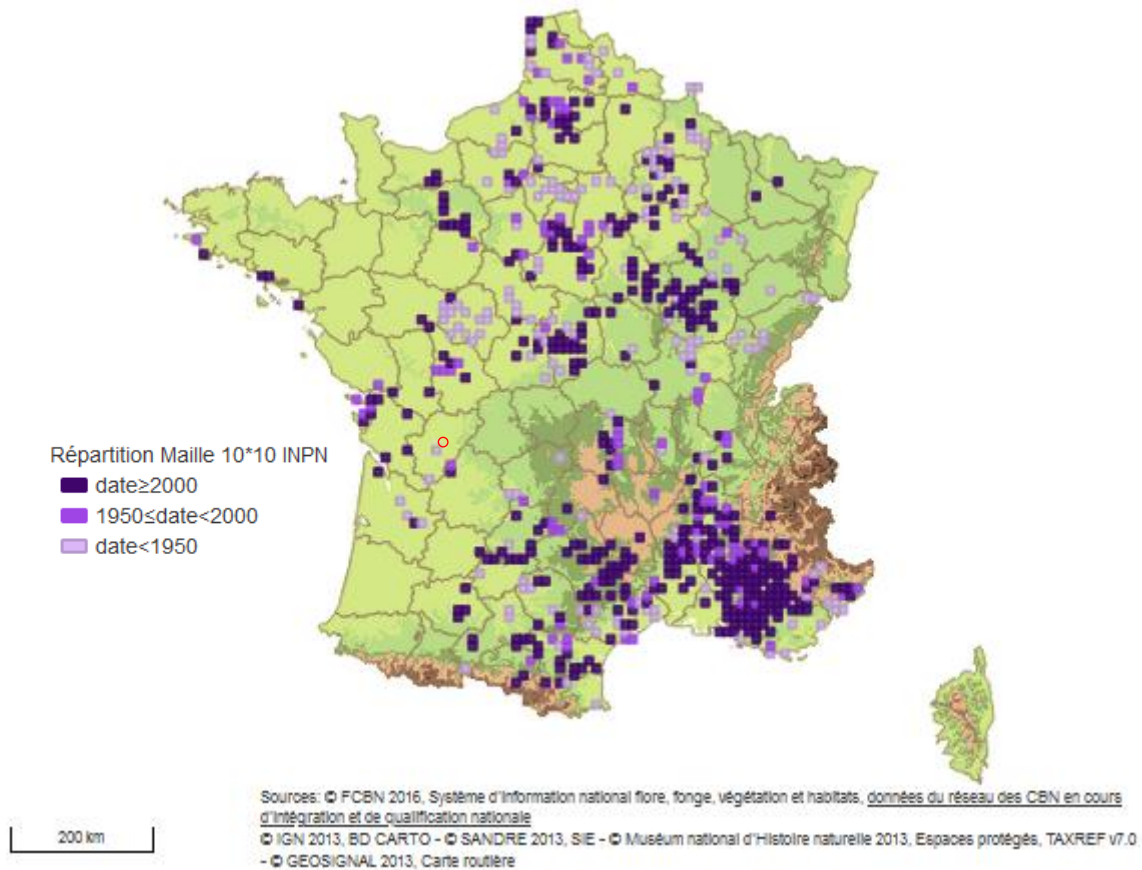 Répartition Maille 10*10 INPN
date≥2000
1950≤date<2000
date<1950
200 km
Sources: © FCBN 2016, Système d'information national flore, fonge, végétation et habitats, données du réseau des CBN en cours
d'intégration et de qualification nationale
© IGN 2013, BD CARTO - © SANDRE 2013, SIE - © Muséum national d'Histoire naturelle 2013, Espaces protégés, TAXREF v7.0
- © GEOSIGNAL 2013, Carte routière